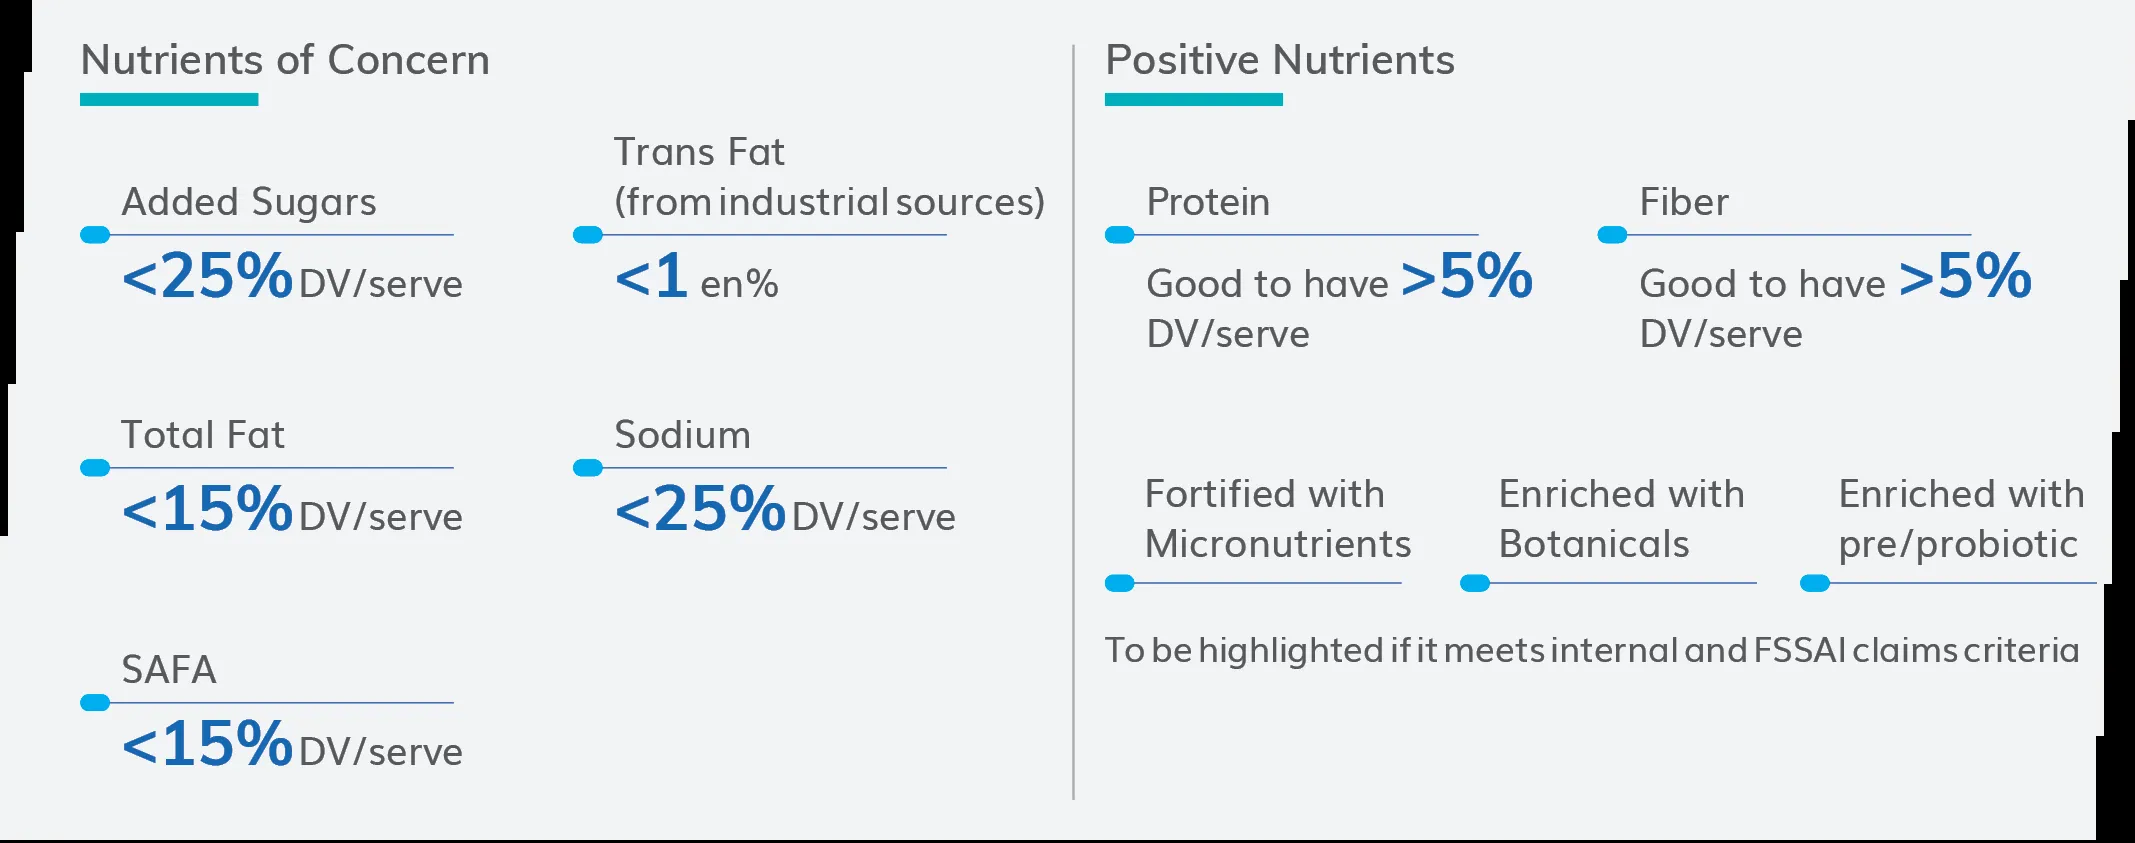 Nutrients of Concern
Added Sugars
<25% DV/serve
Trans Fat
(from industrial sources)
<1 en%
Total Fat
<15% DV/serve
Sodium
<25% DV/serve
SAFA
<15% DV/serve
Positive Nutrients
Protein
Good to have >5%
DV/serve
Fiber
Good to have >5%
DV/serve
Fortified with
Micronutrients
Enriched with
Botanicals
Enriched with
pre/probiotic
To be highlighted if it meets internal and FSSAI claims criteria